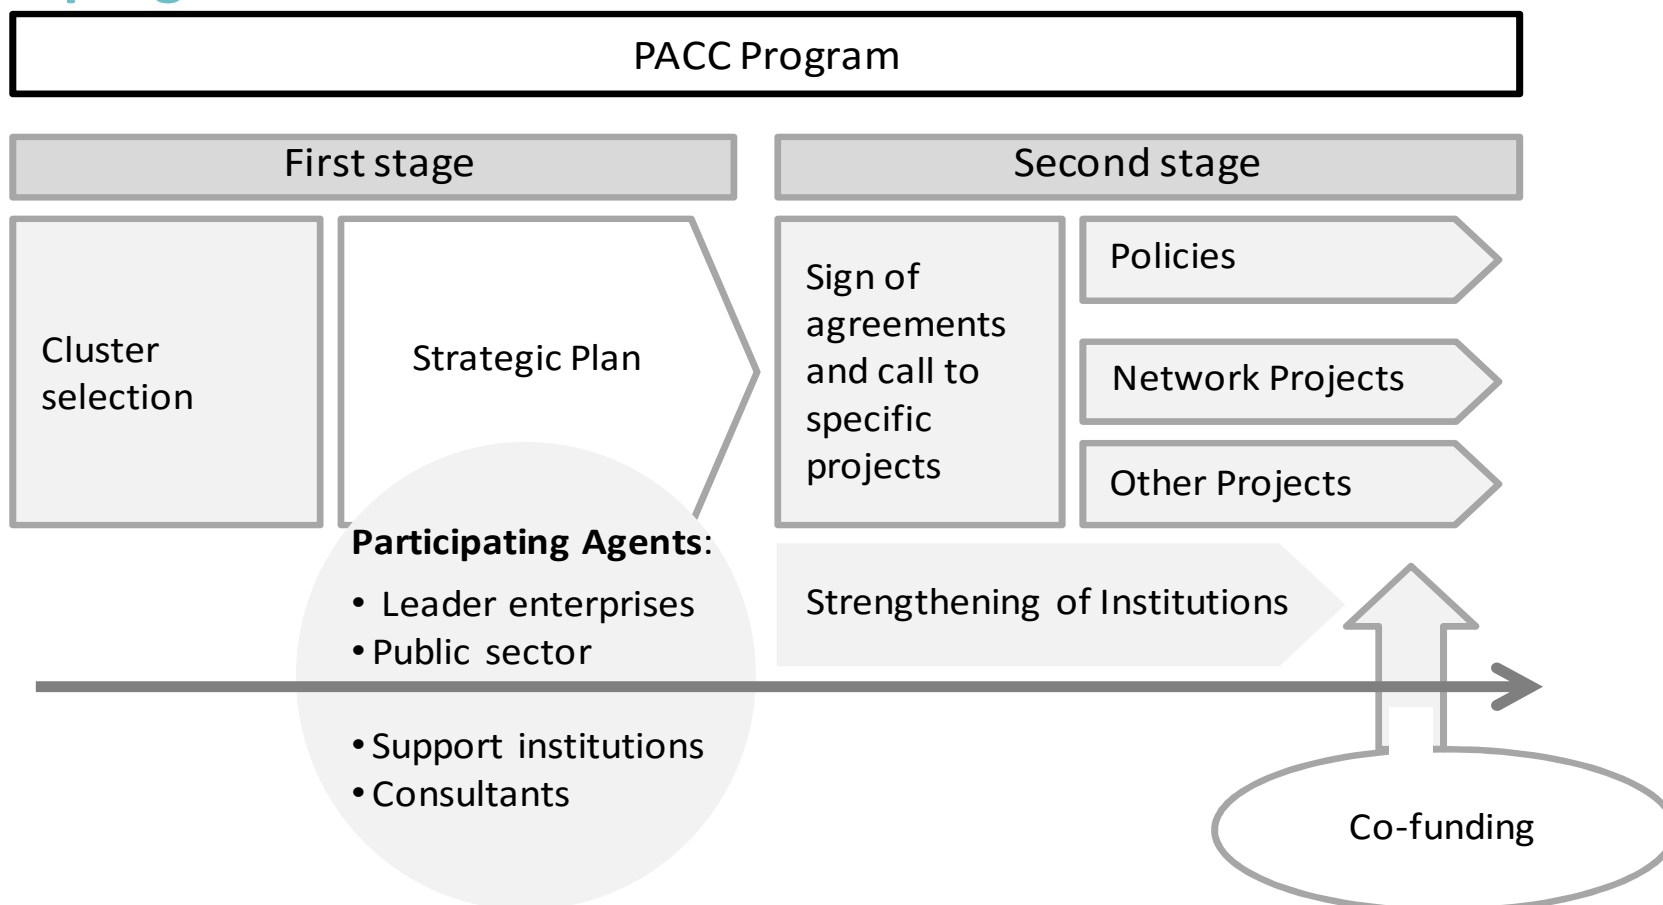 PACC Program
First stage
Second stage
Cluster
selection
Strategic Plan
Sign of
agreements
and call to
specific
projects
Policies
Network Projects
Other Projects
Participating Agents:
• Leader enterprises
• Public sector
• Support institutions
• Consultants
Strengthening of Institutions
Co-funding